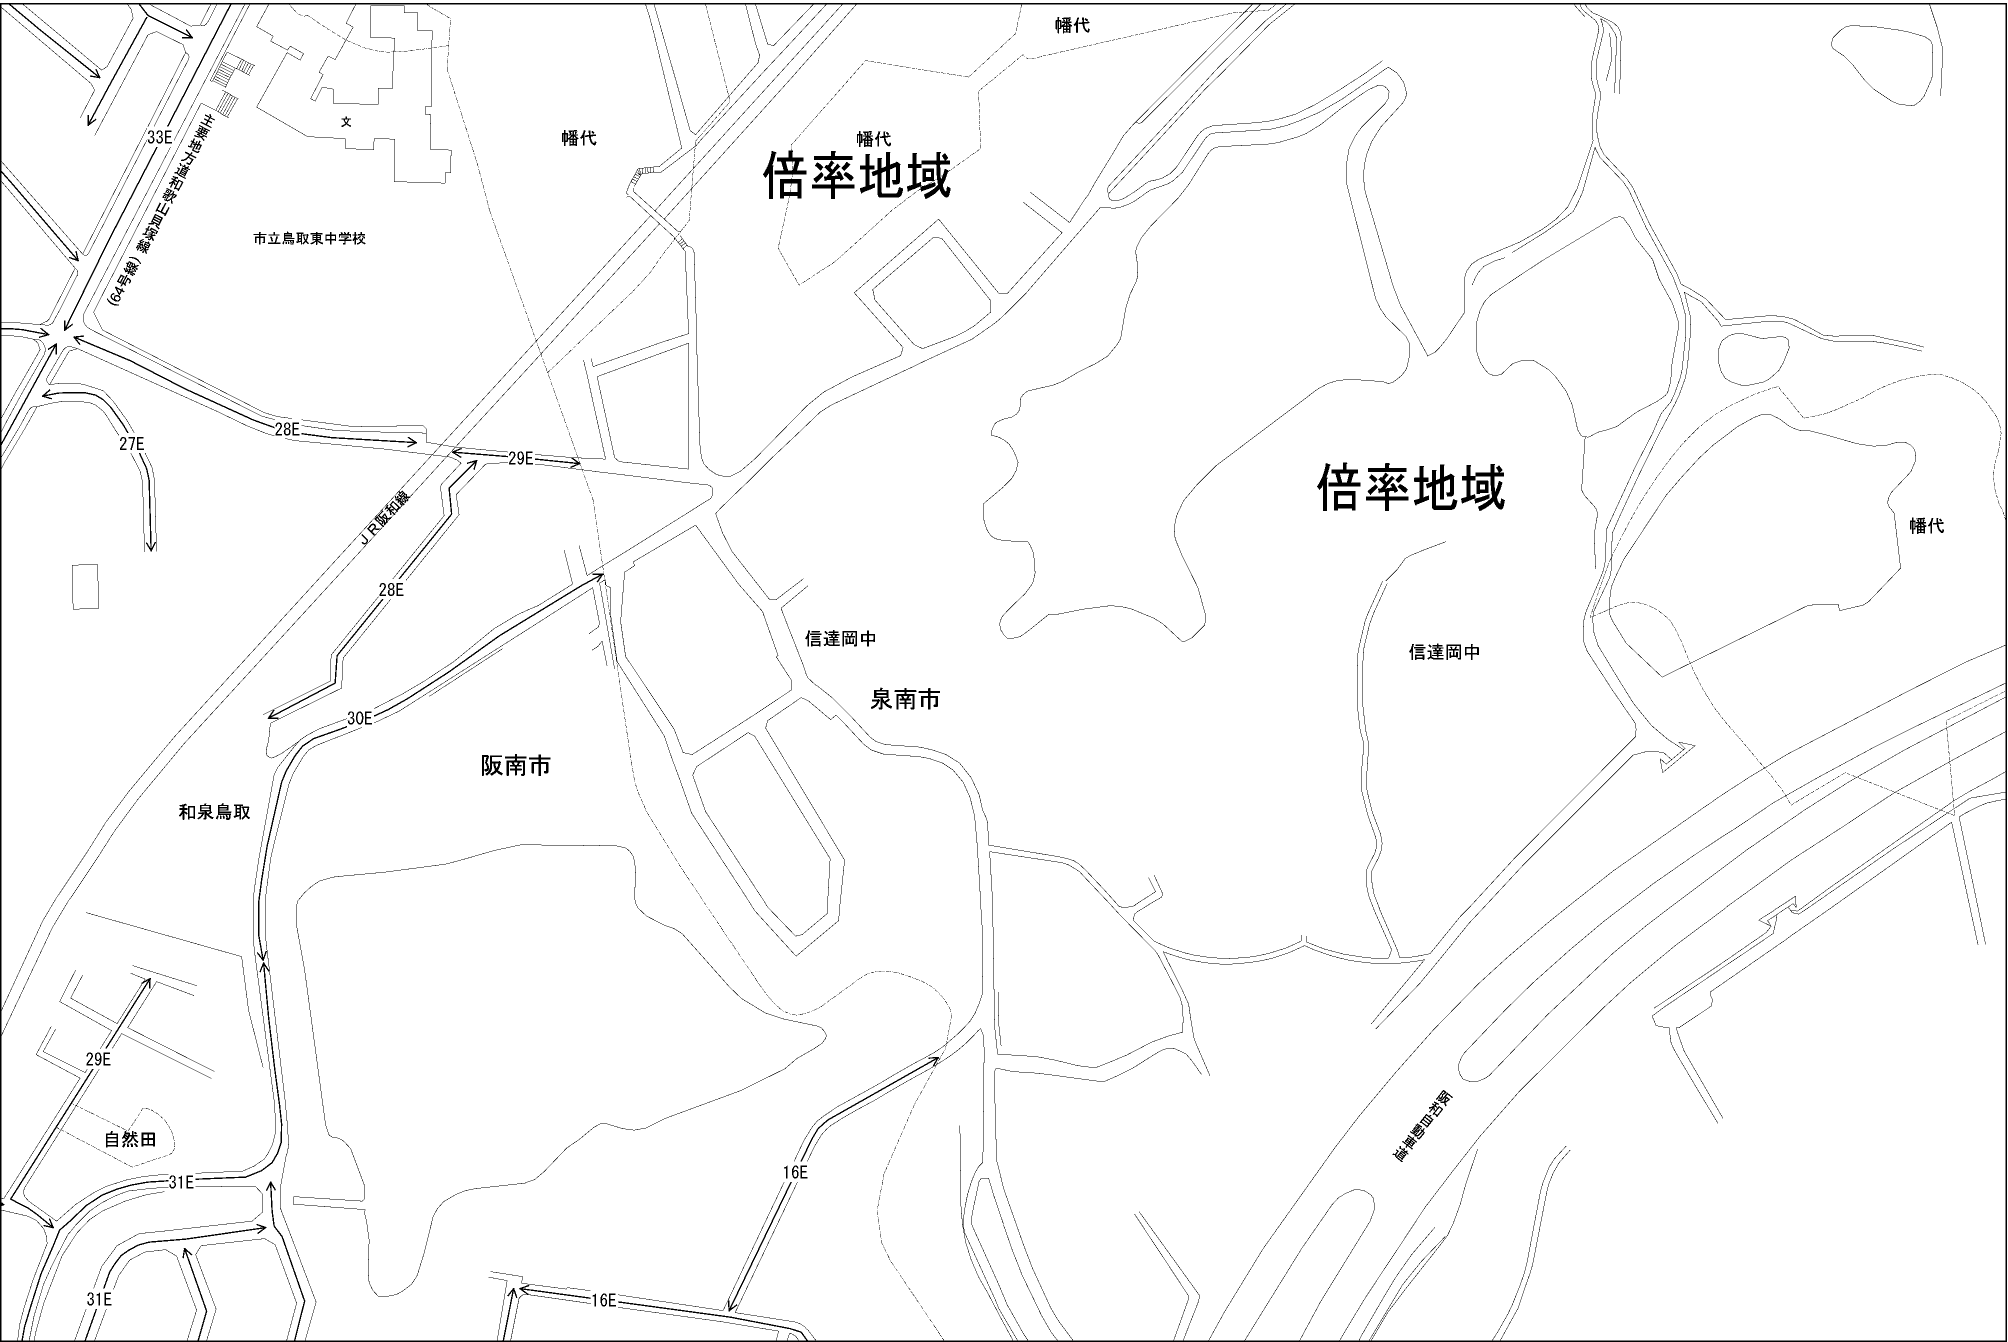 幡代
33E
文
幡代
幡代
倍率地域
主要地方道和歌山貝塚線
(64号線)
市立鳥取東中学校
28E
27E
29E
倍率地域
JR阪和線
幡代
28E
信達岡中
信達岡中
泉南市
30E
阪南市
和泉鳥取
29E
阪和自動車道
自然田
16E
31E
31E
16E